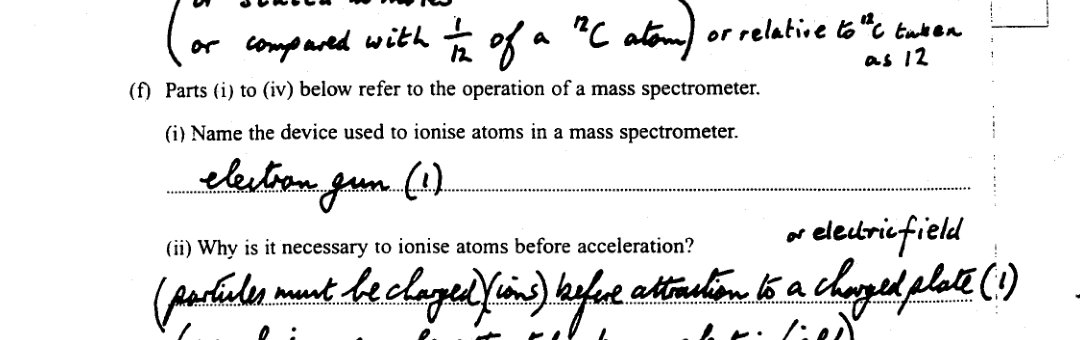 (or compared with 1/12 of a ¹²C atom) or relative to ¹²C taken
as 12
(f) Parts (i) to (iv) below refer to the operation of a mass spectrometer.
(i) Name the device used to ionise atoms in a mass spectrometer.
electron gun (1)
or electric field
(ii) Why is it necessary to ionise atoms before acceleration?
(particles must be charged)(ions) before attraction to a charged plate (1)